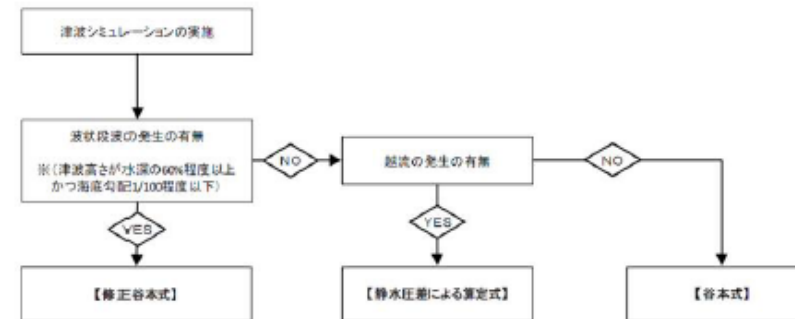 津波シミュレーションの実施
波状段波の発生の有無
※(津波高さが水深の60%程度以上
かつ海底勾配1/100程度以下)
NO
越流の発生の有無
NO
YES
YES
【修正谷本式】
【静水圧差による算定式】
【谷本式】